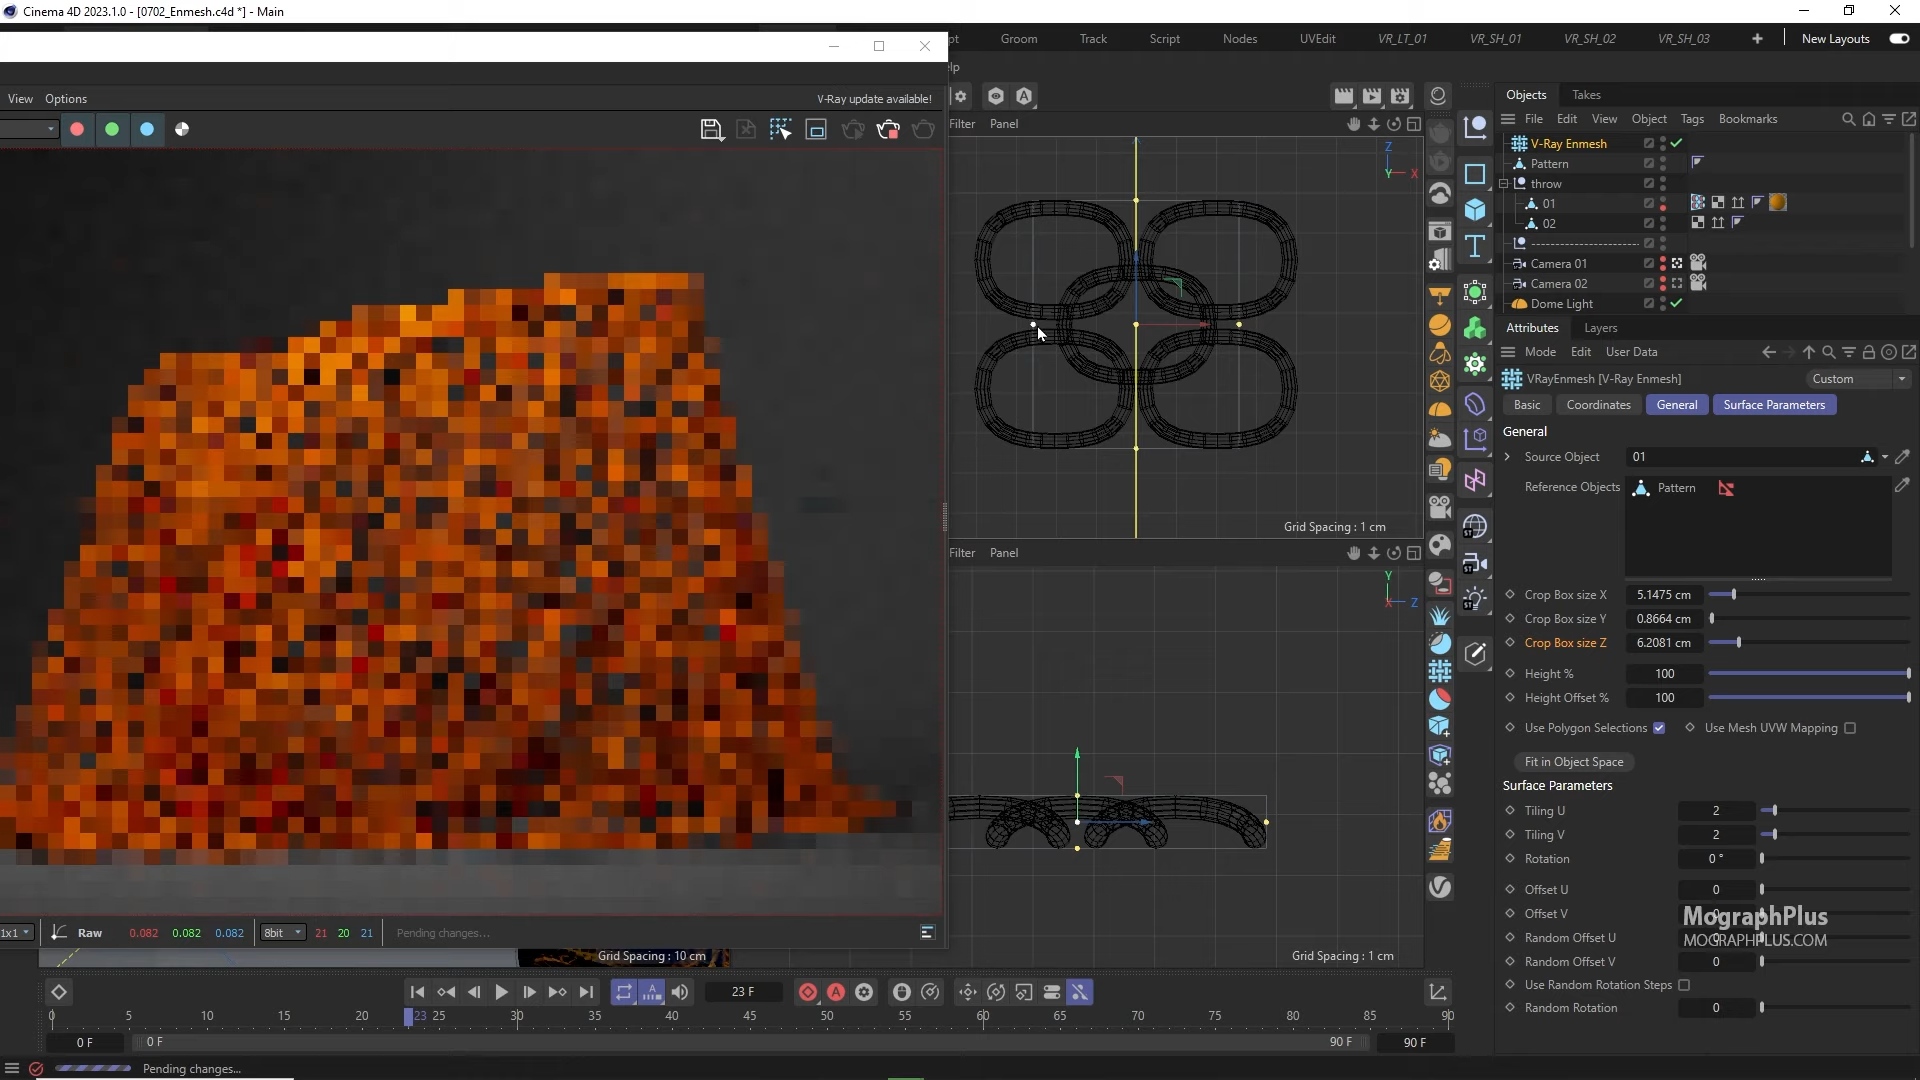 Cinema 4D 2023.1.0 - [0702_Enmesh.c4d *] - Main
Groom Track Script Nodes UVEdit VR_LT_01 VR_SH_01 VR_SH_02 VR_SH_03 New Layouts
View Options V-Ray update available!
Filter Panel
Objects Takes
File Edit View Object Tags Bookmarks
V-Ray Enmesh
Pattern
throw
01
02
Camera 01
Camera 02
Dome Light
Z
Y X
Grid Spacing : 1 cm
Filter Panel
Y
X Z
Grid Spacing : 1 cm
Attributes Layers
Mode Edit User Data
VRayEnmesh [V-Ray Enmesh] Custom
Basic Coordinates General Surface Parameters
General
Source Object 01
Reference Objects Pattern
Crop Box size X 5.1475 cm
Crop Box size Y 0.8664 cm
Crop Box size Z 6.2081 cm
Height % 100
Height Offset % 100
Use Polygon Selections Use Mesh UVW Mapping
Fit in Object Space
Surface Parameters
Tiling U 2
Tiling V 2
Rotation 0 °
Offset U 0
Offset V 0
Random Offset U 0
Random Offset V 0
Use Random Rotation Steps
Random Rotation 0
MographPlus
MOGRAPHPLUS.COM
1x1 Raw 0.082 0.082 0.082 8bit 21 20 21 Pending changes...
Grid Spacing : 10 cm
23 F
0 5 10 15 20 23 25 30 35 40 45 50 55 60 65 70 75 80 85 90
0 F 0 F 90 F 90 F
Pending changes...